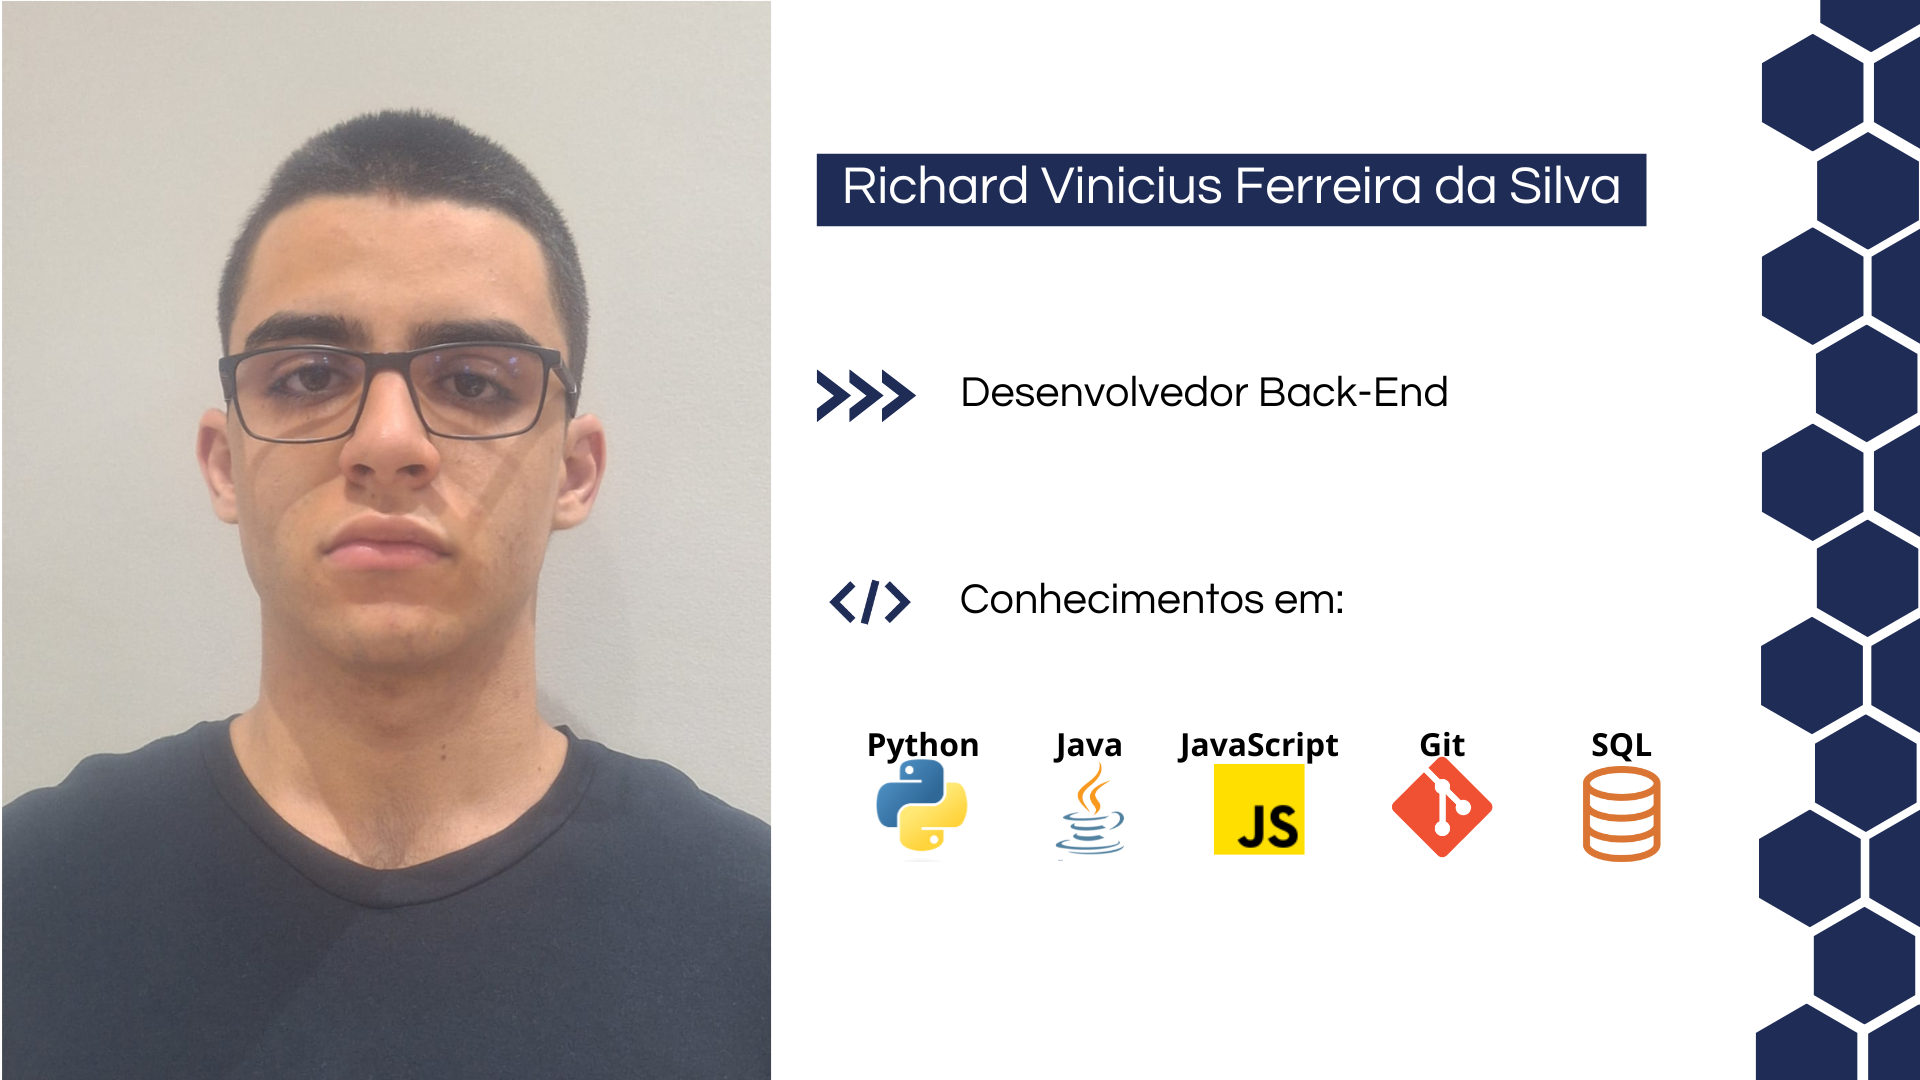 Richard Vinicius Ferreira da Silva
Desenvolvedor Back-End
</> Conhecimentos em:
Python Java JavaScript Git SQL
JS